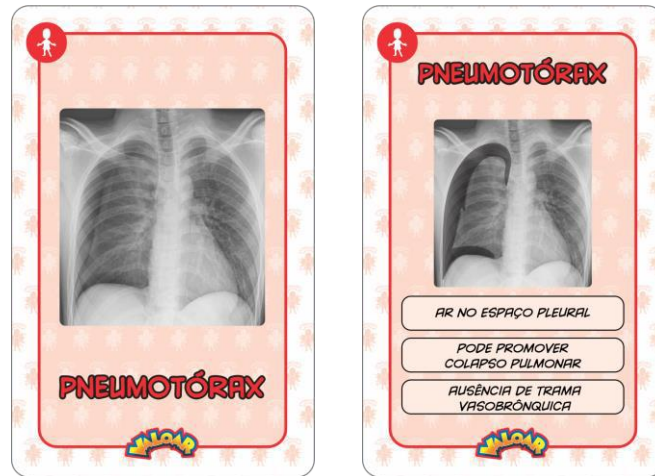 PNEUMOTÓRAX
VALOAR
PNEUMOTÓRAX
AR NO ESPAÇO PLEURAL
PODE PROMOVER
COLAPSO PULMONAR
AUSÊNCIA DE TRAMA
VASOBRÔNQUICA
VALOAR